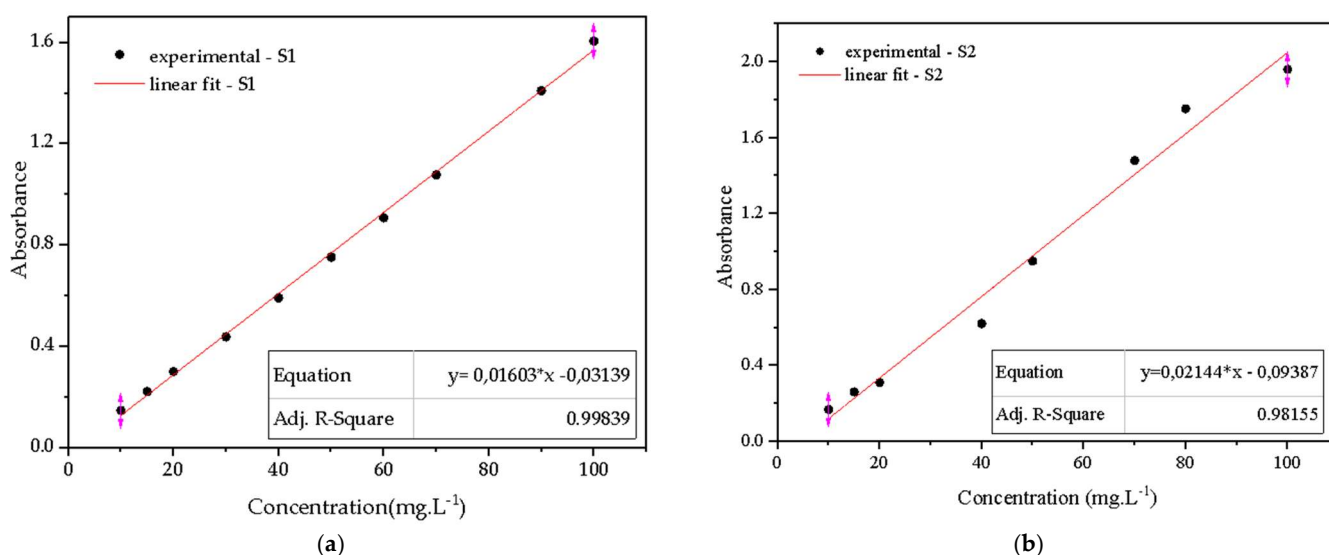 1.6
1.2
0.8
0.4
0.0
Absorbance
experimental - S1
linear fit - S1
Equation y= 0,01603*x -0,03139
Adj. R-Square 0.99839
0 20 40 60 80 100
Concentration(mg.L⁻¹)
(a)
2.0
1.6
1.2
0.8
0.4
0.0
Absorbance
experimental - S2
linear fit - S2
Equation y=0,02144*x - 0,09387
Adj. R-Square 0.98155
0 20 40 60 80 100
Concentration (mg.L⁻¹)
(b)